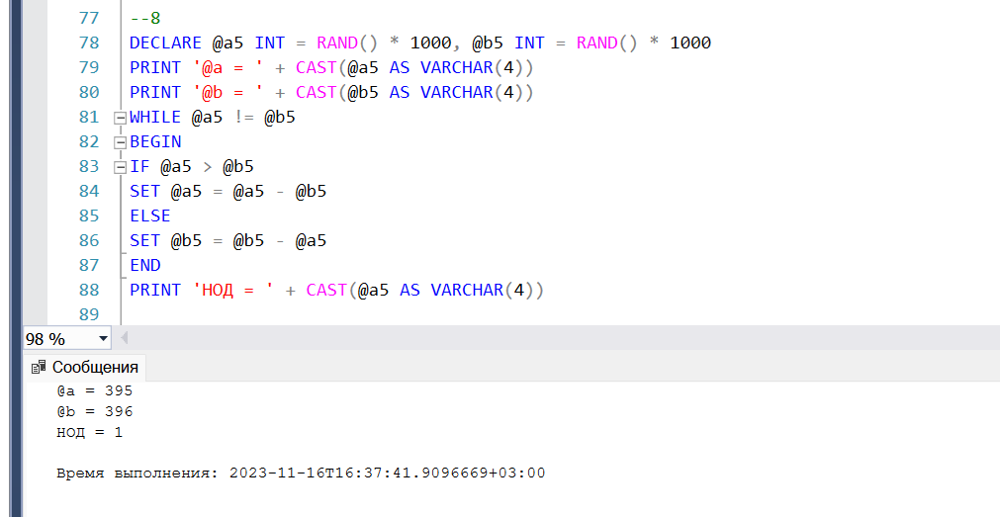 77 --8
78 DECLARE @a5 INT = RAND() * 1000, @b5 INT = RAND() * 1000
79 PRINT '@a = ' + CAST(@a5 AS VARCHAR(4))
80 PRINT '@b = ' + CAST(@b5 AS VARCHAR(4))
81 WHILE @a5 != @b5
82 BEGIN
83 IF @a5 > @b5
84 SET @a5 = @a5 - @b5
85 ELSE
86 SET @b5 = @b5 - @a5
87 END
88 PRINT 'НОД = ' + CAST(@a5 AS VARCHAR(4))
89
98 %
Сообщения
@a = 395
@b = 396
НОД = 1
Время выполнения: 2023-11-16T16:37:41.9096669+03:00